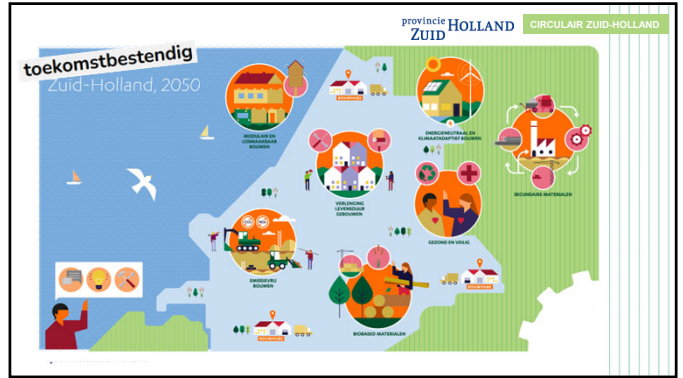 provincie HOLLAND
ZUID
CIRCULAIR ZUID-HOLLAND
toekomstbestendig
Zuid-Holland, 2050
MODULAIR EN
LOSMAAKBAAR
BOUWEN
ENERGIENEUTRAAL EN
KLIMAATADAPTIEF BOUWEN
SECUNDAIRE MATERIALEN
VERLENGING
LEVENSDUUR
GEBOUWEN
GEZOND EN VEILIG
EMISSIEVRIJ
BOUWEN
BIOBASED MATERIALEN